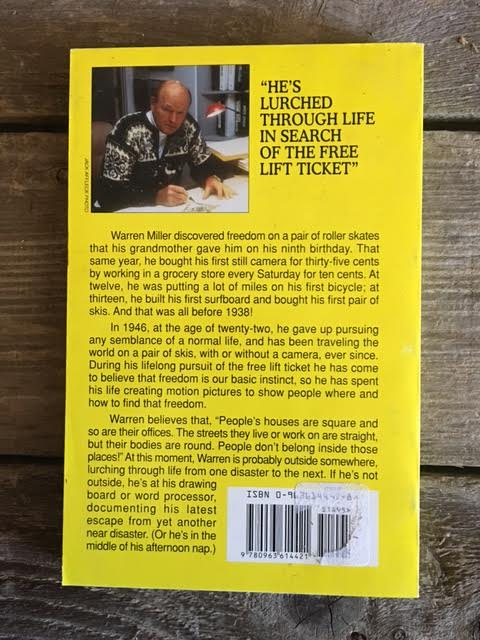 "HE'S
LURCHED
THROUGH LIFE
IN SEARCH
OF THE FREE
LIFT TICKET"
JACK AFFLECK PHOTO
Warren Miller discovered freedom on a pair of roller skates
that his grandmother gave him on his ninth birthday. That
same year, he bought his first still camera for thirty-five cents
by working in a grocery store every Saturday for ten cents. At
twelve, he was putting a lot of miles on his first bicycle; at
thirteen, he built his first surfboard and bought his first pair of
skis. And that was all before 1938!
In 1946, at the age of twenty-two, he gave up pursuing
any semblance of a normal life, and has been traveling the
world on a pair of skis, with or without a camera, ever since.
During his lifelong pursuit of the free lift ticket he has come
to believe that freedom is our basic instinct, so he has spent
his life creating motion pictures to show people where and
how to find that freedom.
Warren believes that, "People's houses are square and
so are their offices. The streets they live or work on are straight,
but their bodies are round. People don't belong inside those
places!" At this moment, Warren is probably outside somewhere,
lurching through life from one disaster to the next. If he's not
outside, he's at his drawing
board or word processor,
documenting his latest
escape from yet another
near disaster. (Or he's in the
middle of his afternoon nap.)
ISBN 0-96
9 780963 614421